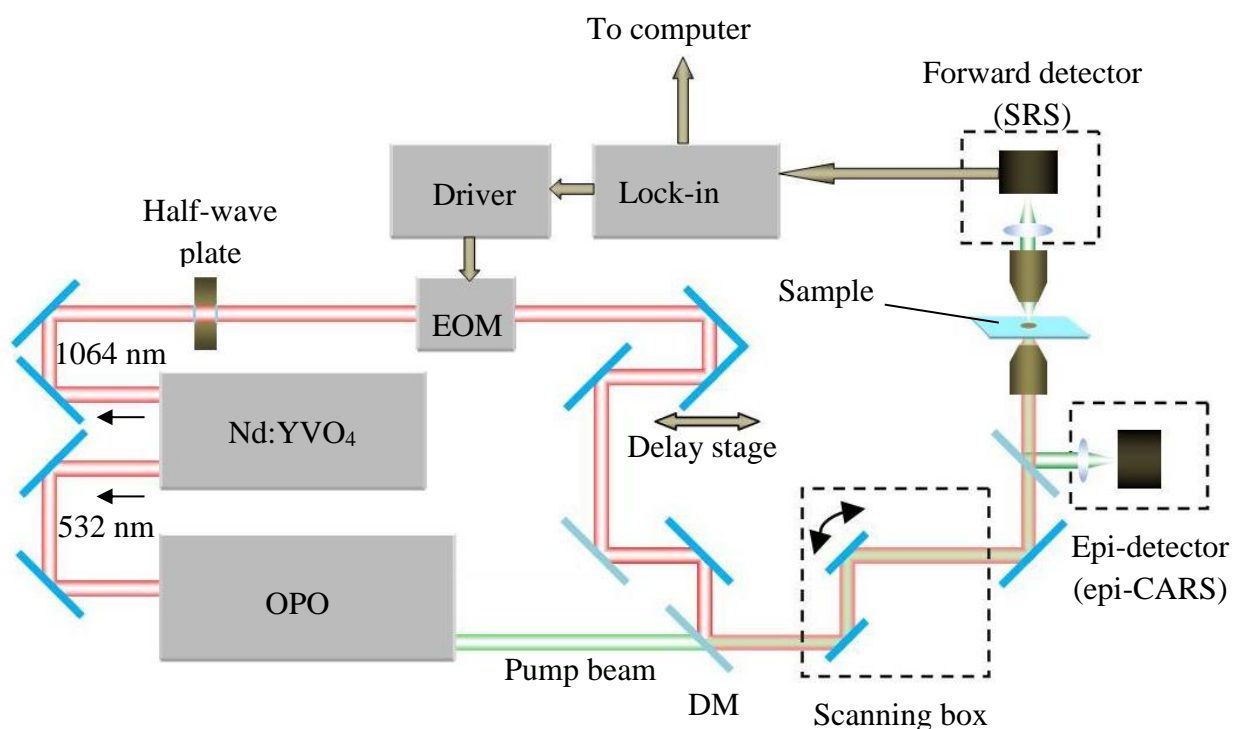 To computer
Forward detector
(SRS)
Driver
Lock-in
Half-wave
plate
Sample
EOM
1064 nm
Nd:YVO₄
Delay stage
532 nm
Epi-detector
(epi-CARS)
OPO
Pump beam
DM
Scanning box